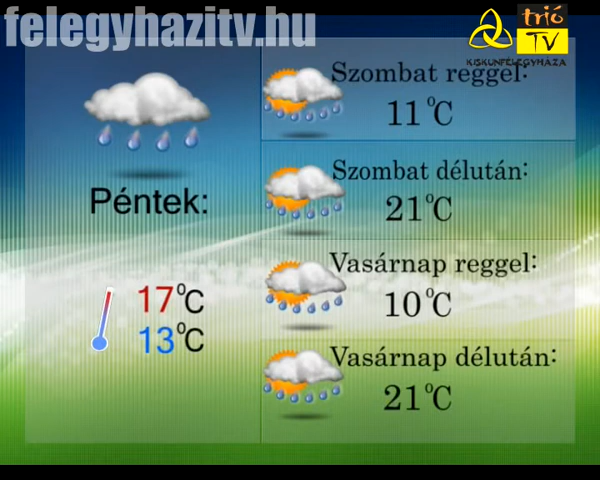 felegyhazitv.hu
trió
TV
KISKUNFÉLEGYHÁZA
Péntek:
17°C
13°C
Szombat reggel:
11°C
Szombat délután:
21°C
Vasárnap reggel:
10°C
Vasárnap délután:
21°C